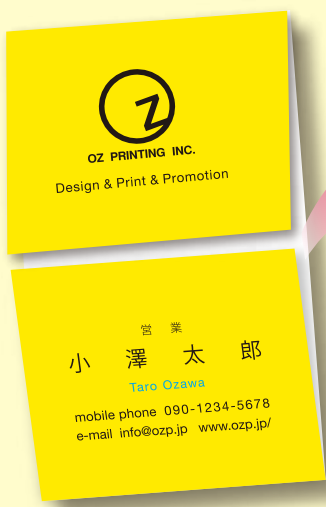 OZ
OZ PRINTING INC.
Design & Print & Promotion
営業
小澤太郎
Taro Ozawa
mobile phone 090-1234-5678
e-mail info@ozp.jp www.ozp.jp/